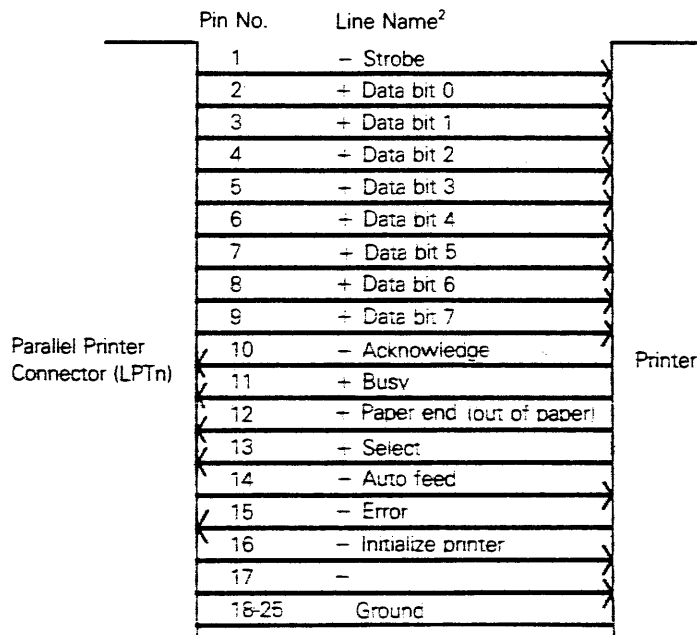 Pin No. Line Name²
1 − Strobe
2 + Data bit 0
3 + Data bit 1
4 + Data bit 2
5 + Data bit 3
6 + Data bit 4
7 + Data bit 5
8 + Data bit 6
9 + Data bit 7
10 − Acknowledge
11 + Busy
12 + Paper end (out of paper)
13 + Select
14 − Auto feed
15 − Error
16 − Initialize printer
17 −
18-25 Ground
Parallel Printer
Connector (LPTn)
Printer